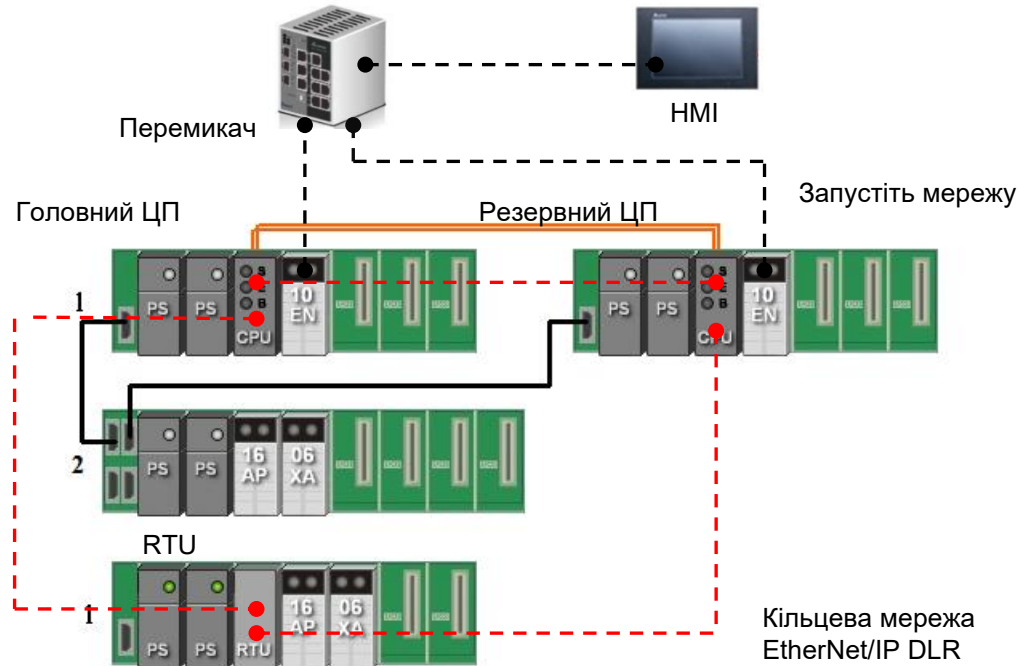 Перемикач
HMI
Запустіть мережу
Головний ЦП
Резервний ЦП
1
PS
PS
S
E
B
CPU
10
EN
PS
PS
S
E
B
CPU
10
EN
2
PS
PS
16
AP
06
XA
RTU
1
PS
PS
RTU
16
AP
06
XA
Кільцева мережа
EtherNet/IP DLR